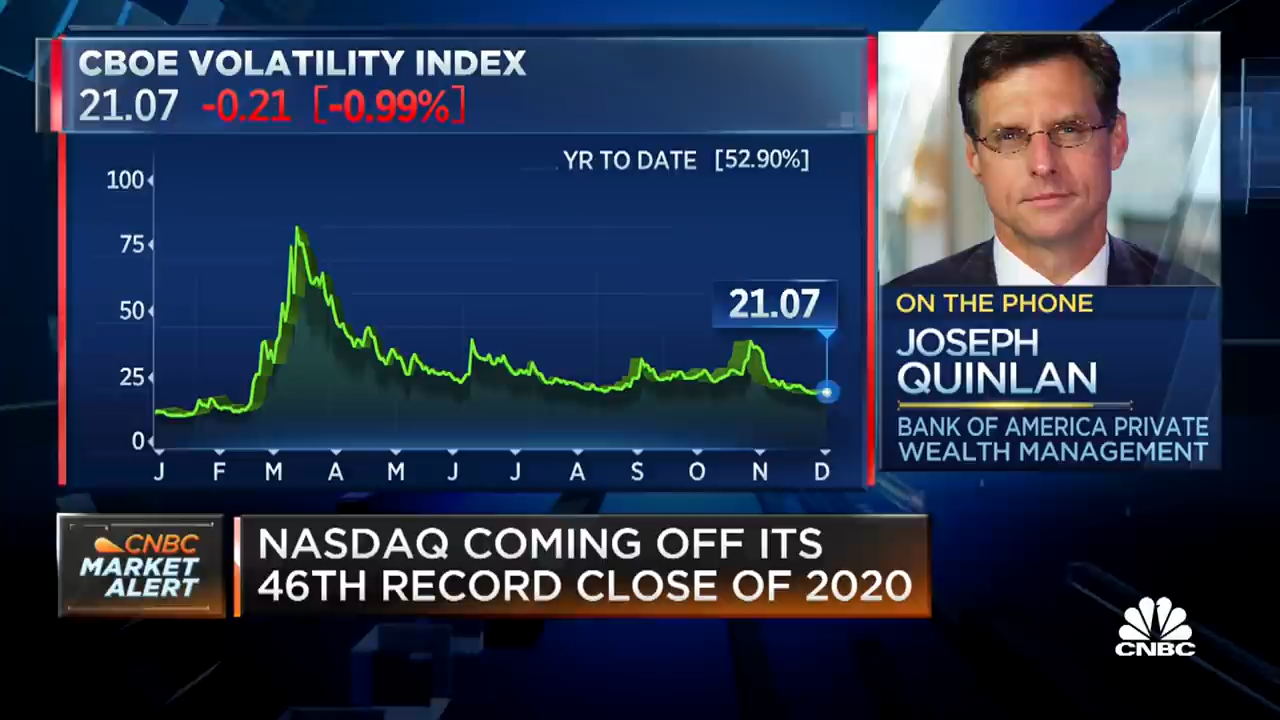 CBOE VOLATILITY INDEX
21.07 -0.21 [-0.99%]
YR TO DATE [52.90%]
100
75
50
25
0
21.07
J F M A M J J A S O N D
ON THE PHONE
JOSEPH
QUINLAN
BANK OF AMERICA PRIVATE
WEALTH MANAGEMENT
CNBC
MARKET
ALERT
NASDAQ COMING OFF ITS
46TH RECORD CLOSE OF 2020
CNBC